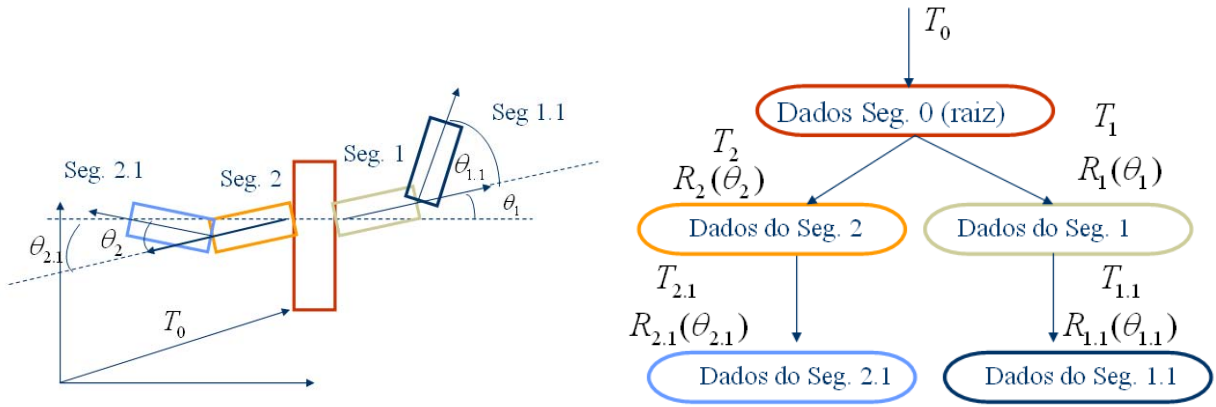 Seg 1.1
Seg. 1
θ1.1
θ1
Seg. 2.1
Seg. 2
θ2
θ2.1
T0
T0
Dados Seg. 0 (raiz)
T2
R2(θ2)
T1
R1(θ1)
Dados do Seg. 2
Dados do Seg. 1
T2.1
R2.1(θ2.1)
T1.1
R1.1(θ1.1)
Dados do Seg. 2.1
Dados do Seg. 1.1